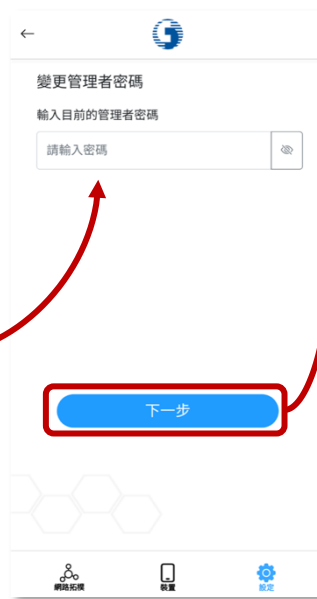 變更管理者密碼
輸入目前的管理者密碼
請輸入密碼
下一步
網路拓樸
裝置
設定